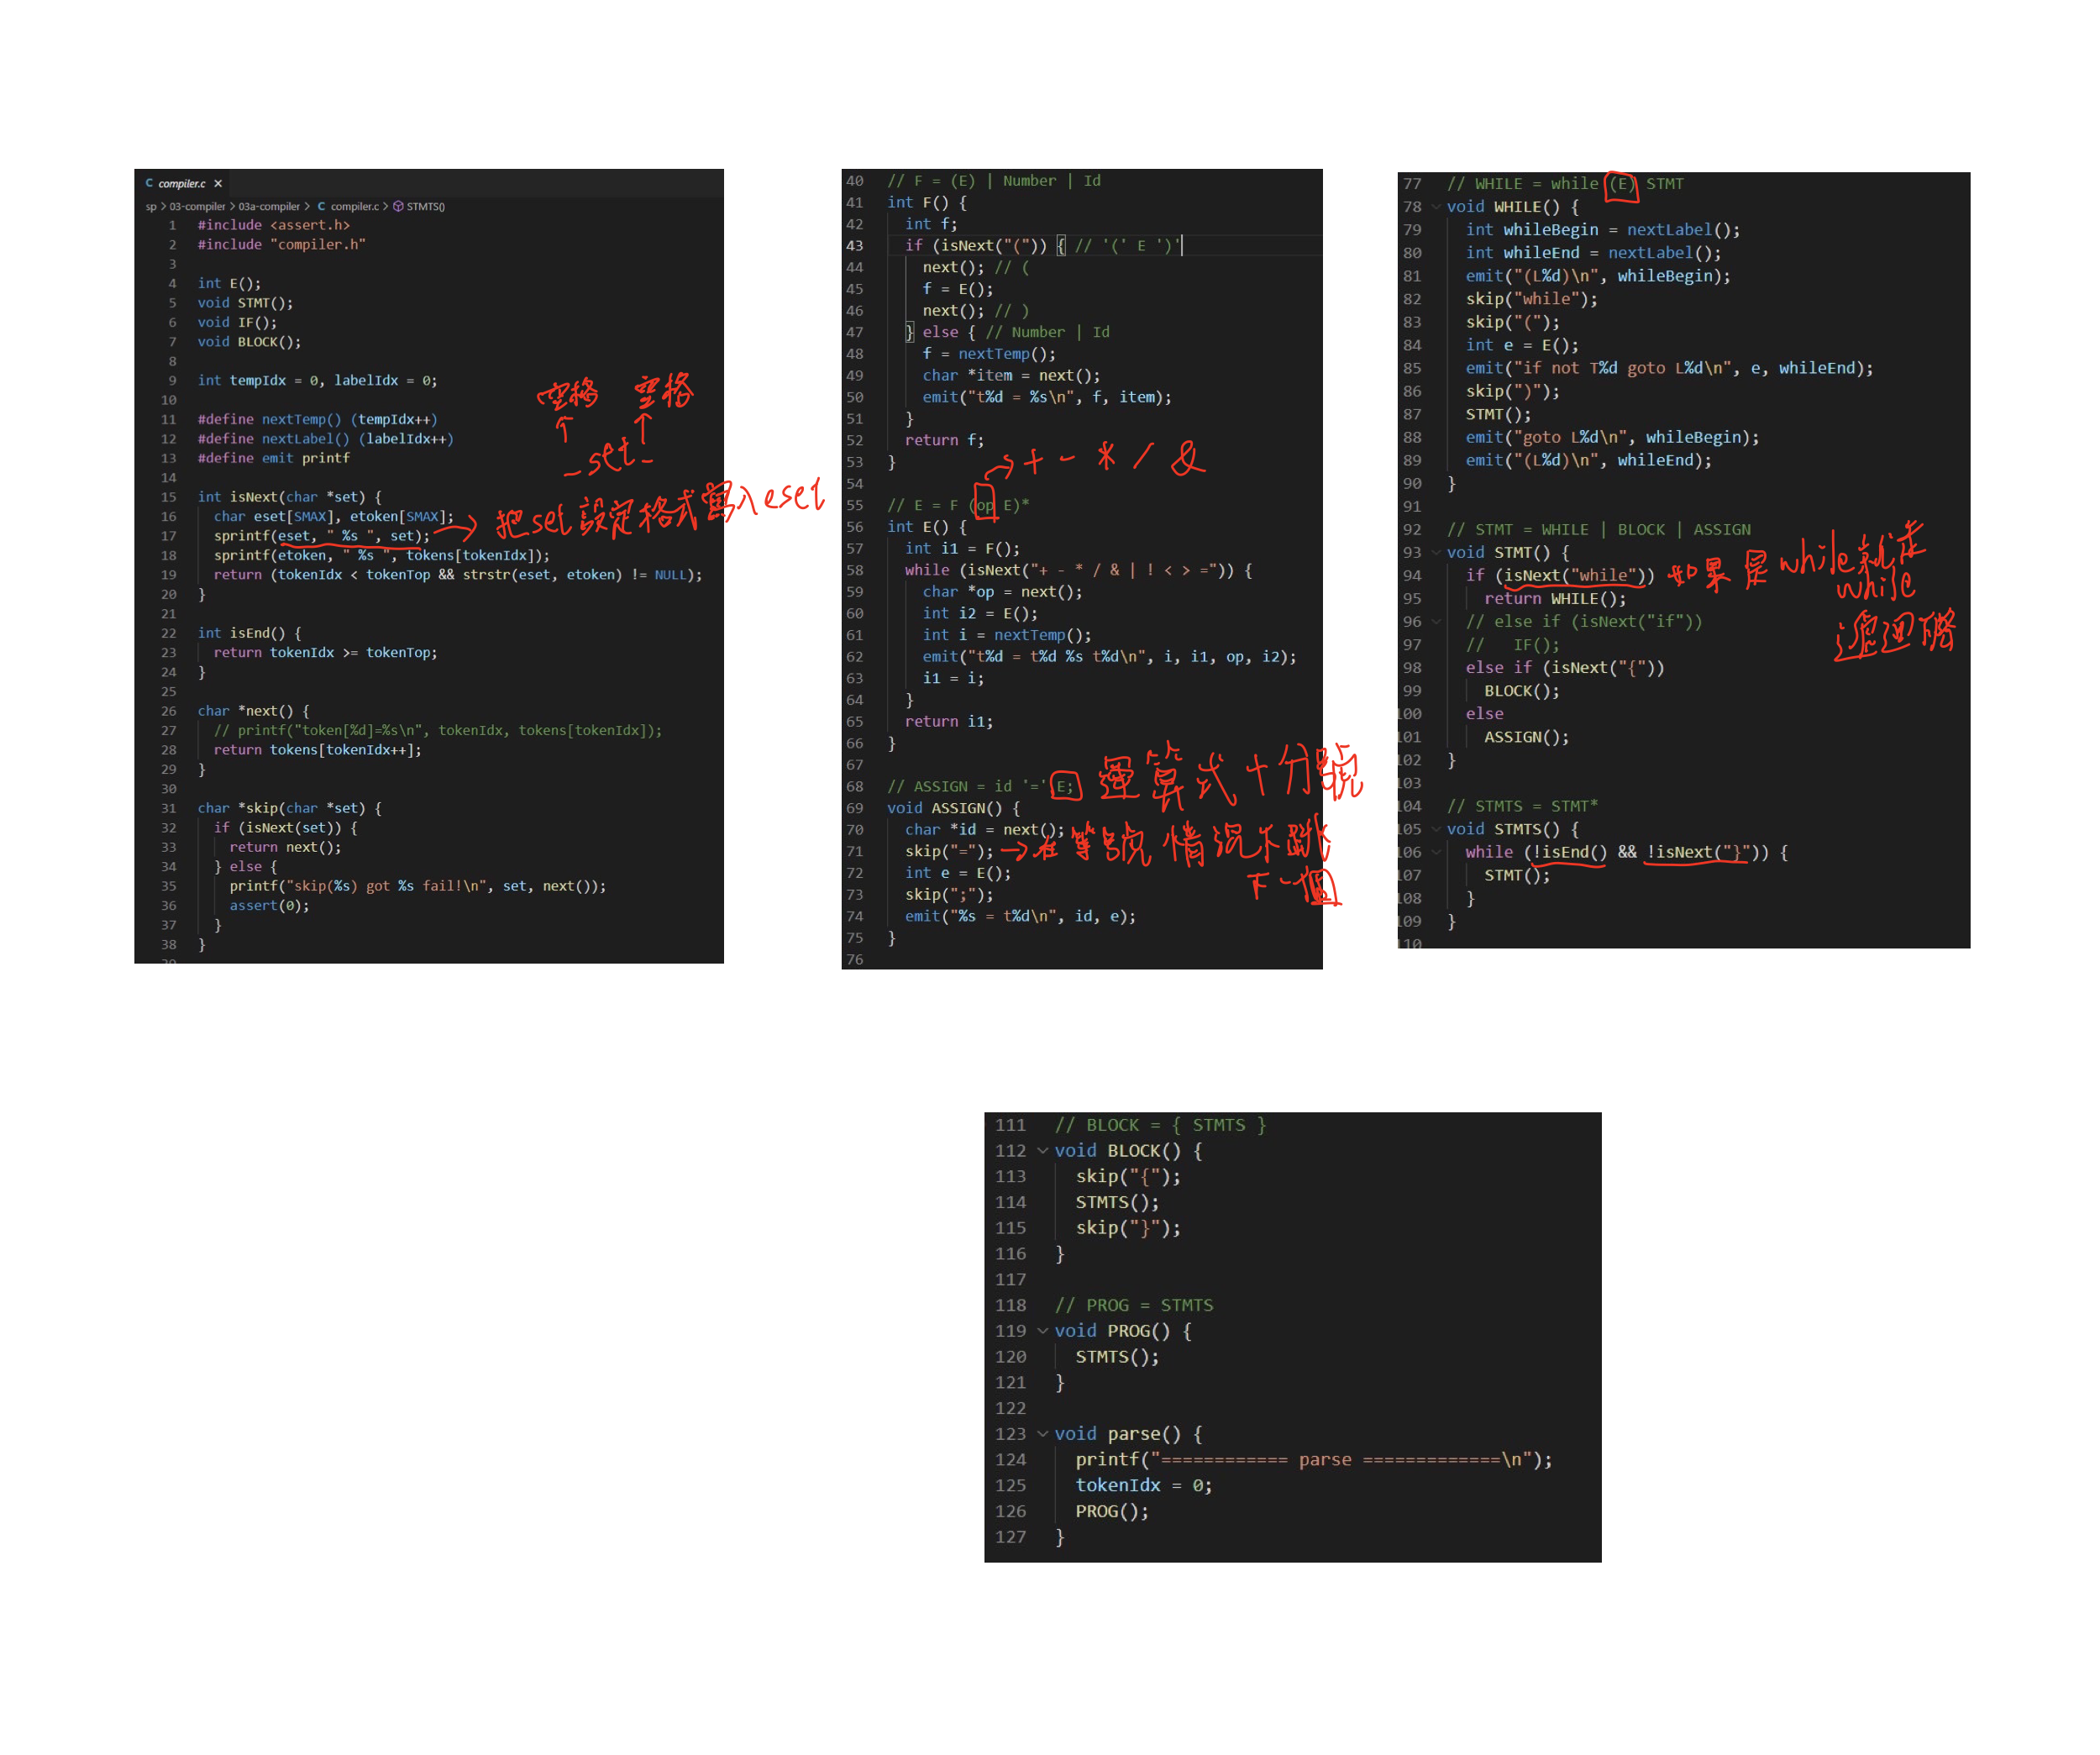 compiler.c ×
sp > 03-compiler > 03a-compiler > C compiler.c > STMTS()
1 #include <assert.h>
2 #include "compiler.h"
3
4 int E();
5 void STMT();
6 void IF();
7 void BLOCK();
8
9 int tempIdx = 0, labelIdx = 0;
10
11 #define nextTemp() (tempIdx++)
12 #define nextLabel() (labelIdx++)
13 #define emit printf
14
15 int isNext(char *set) {
16 char eset[SMAX], etoken[SMAX];
17 sprintf(eset, " %s ", set);
18 sprintf(etoken, " %s ", tokens[tokenIdx]);
19 return (tokenIdx < tokenTop && strstr(eset, etoken) != NULL);
20 }
21
22 int isEnd() {
23 return tokenIdx >= tokenTop;
24 }
25
26 char *next() {
27 // printf("token[%d]=%s\n", tokenIdx, tokens[tokenIdx]);
28 return tokens[tokenIdx++];
29 }
30
31 char *skip(char *set) {
32 if (isNext(set)) {
33 return next();
34 } else {
35 printf("skip(%s) got %s fail!\n", set, next());
36 assert(0);
37 }
38 }
空格 空格
_set_
把set設定格式寫入eset
40 // F = (E) | Number | Id
41 int F() {
42 int f;
43 if (isNext("(")) { // '(' E ')'
44 next(); // (
45 f = E();
46 next(); // )
47 } else { // Number | Id
48 f = nextTemp();
49 char *item = next();
50 emit("t%d = %s\n", f, item);
51 }
52 return f;
53 }
54
55 // E = F (op E)*
56 int E() {
57 int i1 = F();
58 while (isNext("+ - * / & | ! < > =")) {
59 char *op = next();
60 int i2 = E();
61 int i = nextTemp();
62 emit("t%d = t%d %s t%d\n", i, i1, op, i2);
63 i1 = i;
64 }
65 return i1;
66 }
67
68 // ASSIGN = id '=' E;
69 void ASSIGN() {
70 char *id = next();
71 skip("=");
72 int e = E();
73 skip(";");
74 emit("%s = t%d\n", id, e);
75 }
76
+ - * / &
運算式十分號
在等號情況下跳
下一個
77 // WHILE = while (E) STMT
78 void WHILE() {
79 int whileBegin = nextLabel();
80 int whileEnd = nextLabel();
81 emit("(L%d)\n", whileBegin);
82 skip("while");
83 skip("(");
84 int e = E();
85 emit("if not T%d goto L%d\n", e, whileEnd);
86 skip(")");
87 STMT();
88 emit("goto L%d\n", whileBegin);
89 emit("(L%d)\n", whileEnd);
90 }
91
92 // STMT = WHILE | BLOCK | ASSIGN
93 void STMT() {
94 if (isNext("while"))
95 return WHILE();
96 // else if (isNext("if"))
97 // IF();
98 else if (isNext("{"))
99 BLOCK();
100 else
101 ASSIGN();
102 }
103
104 // STMTS = STMT*
105 void STMTS() {
106 while (!isEnd() && !isNext("}")) {
107 STMT();
108 }
109 }
110
如果是while就走
while
111 // BLOCK = { STMTS }
112 void BLOCK() {
113 skip("{");
114 STMTS();
115 skip("}");
116 }
117
118 // PROG = STMTS
119 void PROG() {
120 STMTS();
121 }
122
123 void parse() {
124 printf("============ parse =============\n");
125 tokenIdx = 0;
126 PROG();
127 }